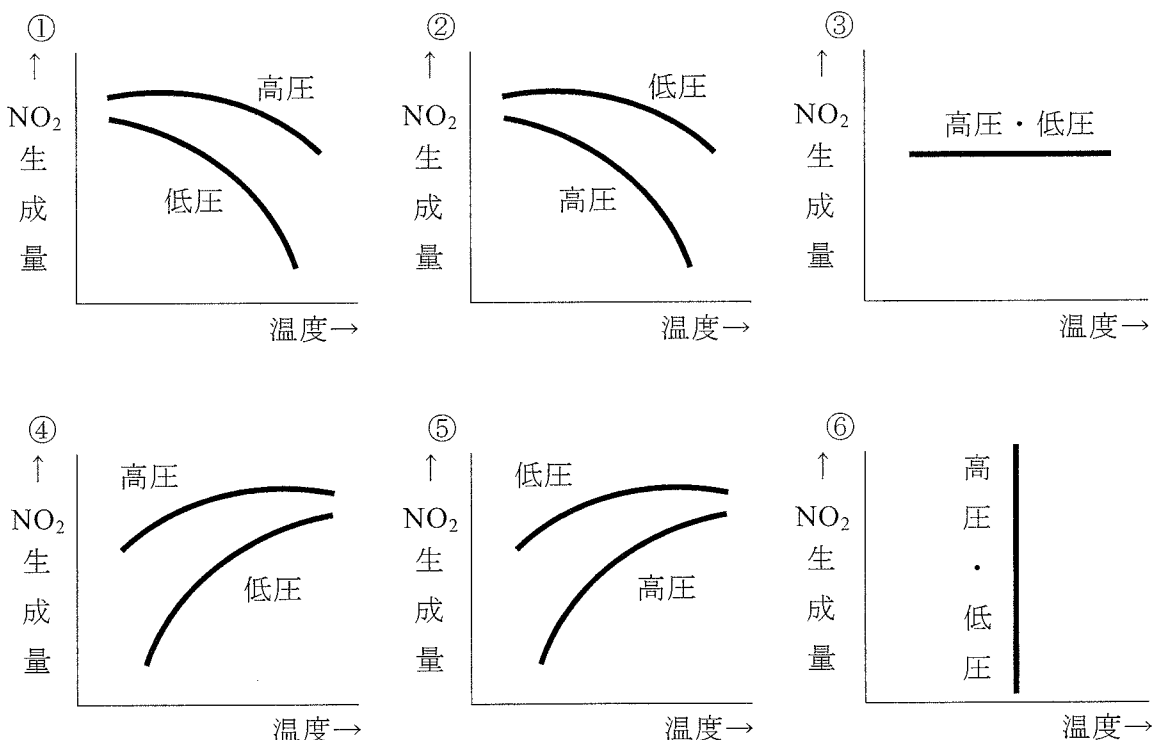 ①
↑
NO₂
生
成
量
高圧
低圧
温度→
②
↑
NO₂
生
成
量
低圧
高圧
温度→
③
↑
NO₂
生
成
量
高圧・低圧
温度→
④
↑
NO₂
生
成
量
高圧
低圧
温度→
⑤
↑
NO₂
生
成
量
低圧
高圧
温度→
⑥
↑
NO₂
生
成
量
高
圧
・
低
圧
温度→